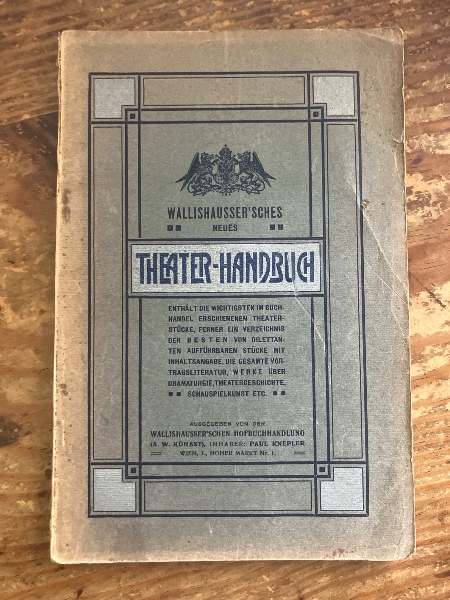 WALLISHAUSSER'SCHES
NEUES
THEATER-HANDBUCH
ENTHÄLT DIE WICHTIGSTEN IM BUCH-
HANDEL ERSCHIENENEN THEATER-
STÜCKE, FERNER EIN VERZEICHNIS
DER BESTEN VON DILETTAN-
TEN AUFFÜHRBAREN STÜCKE MIT
INHALTSANGABE, DIE GESAMTE VOR-
TRAGSLITERATUR, WERKE ÜBER
DRAMATURGIE, THEATERGESCHICHTE,
SCHAUSPIELKUNST ETC.
AUSGEGEBEN VON DER
WALLISHAUSSER'SCHEN HOFBUCHHANDLUNG
(A. W. KÜNAST), INHABER: PAUL KNEPLER
WIEN, I., HOHER MARKT Nr. 1.